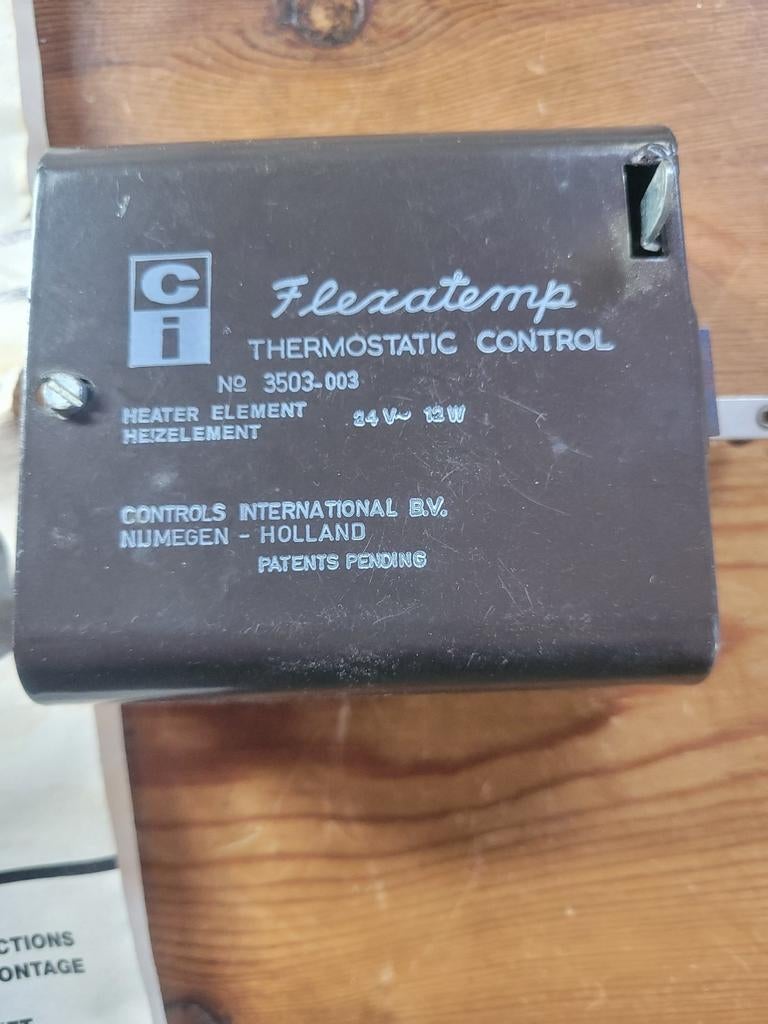 C
i
Flexatemp
THERMOSTATIC CONTROL
Nº 3503-003
HEATER ELEMENT 24 V~ 12 W
HEIZELEMENT
CONTROLS INTERNATIONAL B.V.
NIJMEGEN - HOLLAND
PATENTS PENDING
CTIONS
ONTAGE